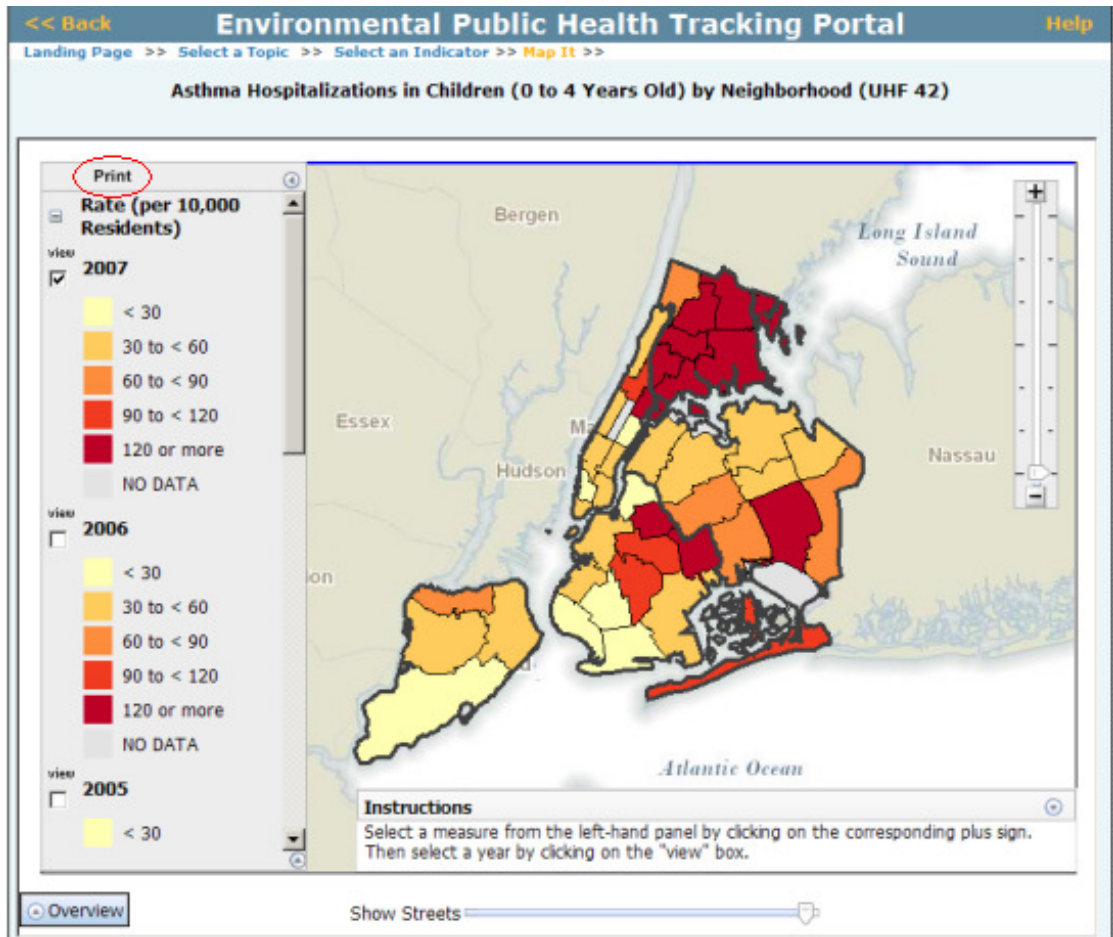 << Back Environmental Public Health Tracking Portal Help
Landing Page >> Select a Topic >> Select an Indicator >> Map It >>
Asthma Hospitalizations in Children (0 to 4 Years Old) by Neighborhood (UHF 42)
Print
Rate (per 10,000
Residents)
view
2007
< 30
30 to < 60
60 to < 90
90 to < 120
120 or more
NO DATA
view
2006
< 30
30 to < 60
60 to < 90
90 to < 120
120 or more
NO DATA
view
2005
< 30
Bergen
Long Island
Sound
Essex
Hudson
Nassau
Atlantic Ocean
Instructions
Select a measure from the left-hand panel by clicking on the corresponding plus sign.
Then select a year by clicking on the "view" box.
Overview
Show Streets